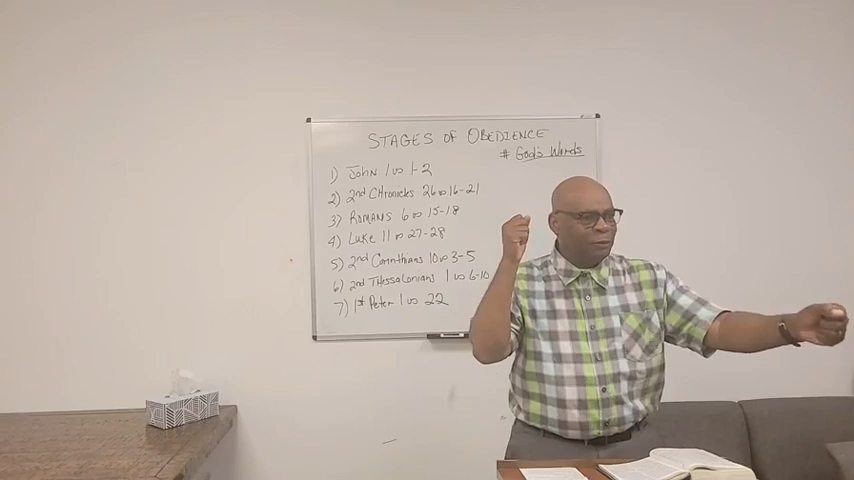 STAGES OF OBEDIENCE
# God's Words
1) JOHN 1 vs 1-2
2) 2nd CHronicles 26 vs 16-21
3) ROMANS 6 vs 15-18
4) Luke 11 vs 27-28
5) 2nd Corinthians 10 vs 3-5
6) 2nd THessalonians 1 vs 6-10
7) 1st Peter 1 vs 22